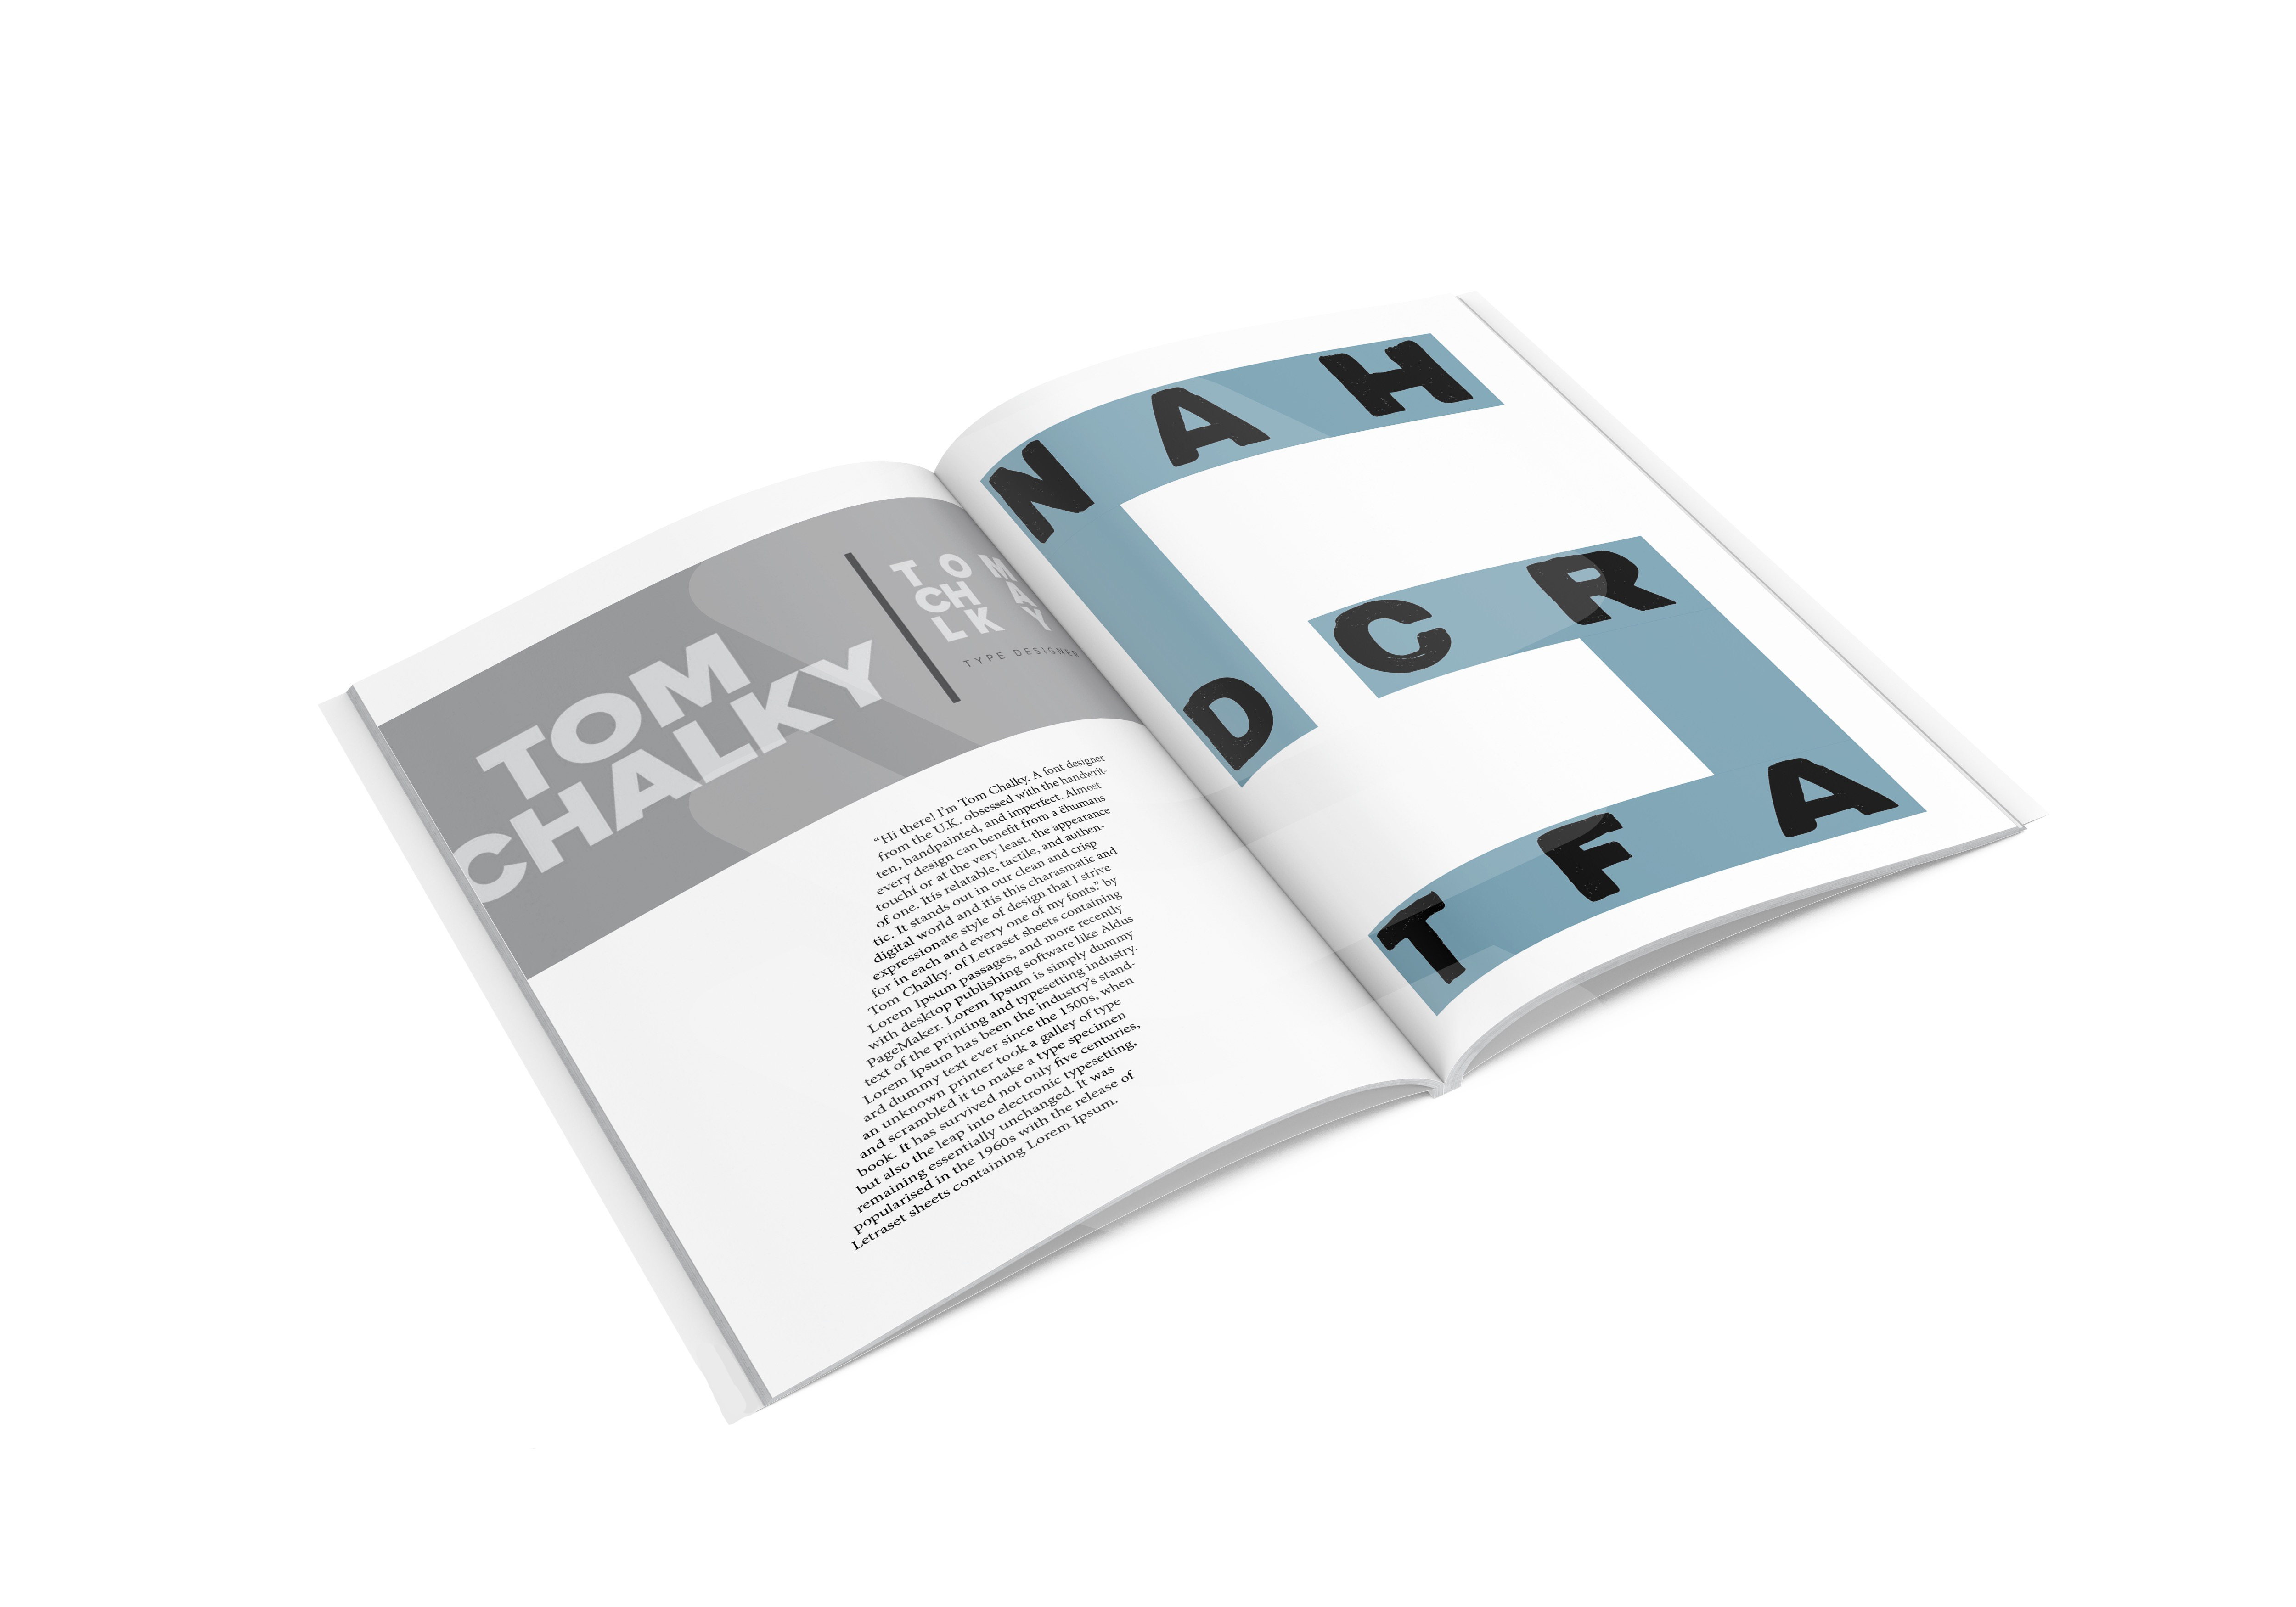 TOM
CHALKY
T O M
CH A
LK Y
TYPE DESIGNER
“Hi there! I’m Tom Chalky. A font designer
from the U.K. obsessed with the handwrit-
ten, handpainted, and imperfect. Almost
every design can benefit from a ëhumans
touchí or at the very least, the appearance
of one. Itís relatable, tactile, and authen-
tic. It stands out in our clean and crisp
digital world and itís this charasmatic and
expressionate style of design that I strive
for in each and every one of my fonts.” by
Tom Chalky. of Letraset sheets containing
Lorem Ipsum passages, and more recently
with desktop publishing software like Aldus
PageMaker. Lorem Ipsum is simply dummy
text of the printing and typesetting industry.
Lorem Ipsum has been the industry’s stand-
ard dummy text ever since the 1500s, when
an unknown printer took a galley of type
and scrambled it to make a type specimen
book. It has survived not only five centuries,
but also the leap into electronic typesetting,
remaining essentially unchanged. It was
popularised in the 1960s with the release of
Letraset sheets containing Lorem Ipsum.
N A H
D
C R
T F A